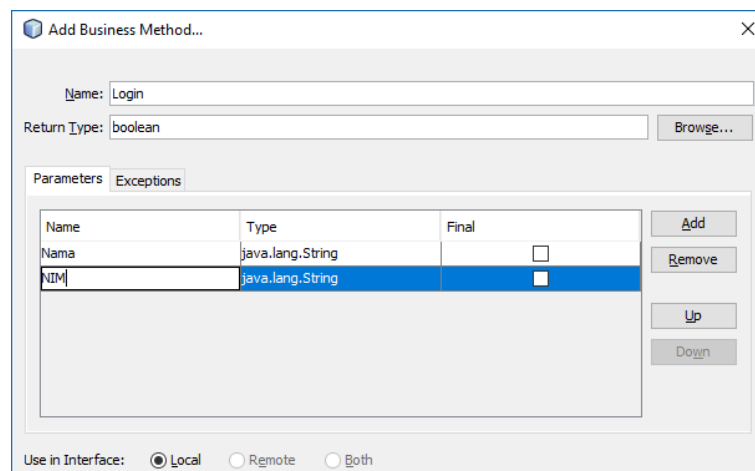 Add Business Method...
Name: Login
Return Type: boolean Browse...
Parameters Exceptions
Name Type Final
Nama java.lang.String
NIM java.lang.String
Add
Remove
Up
Down
Use in Interface: Local Remote Both